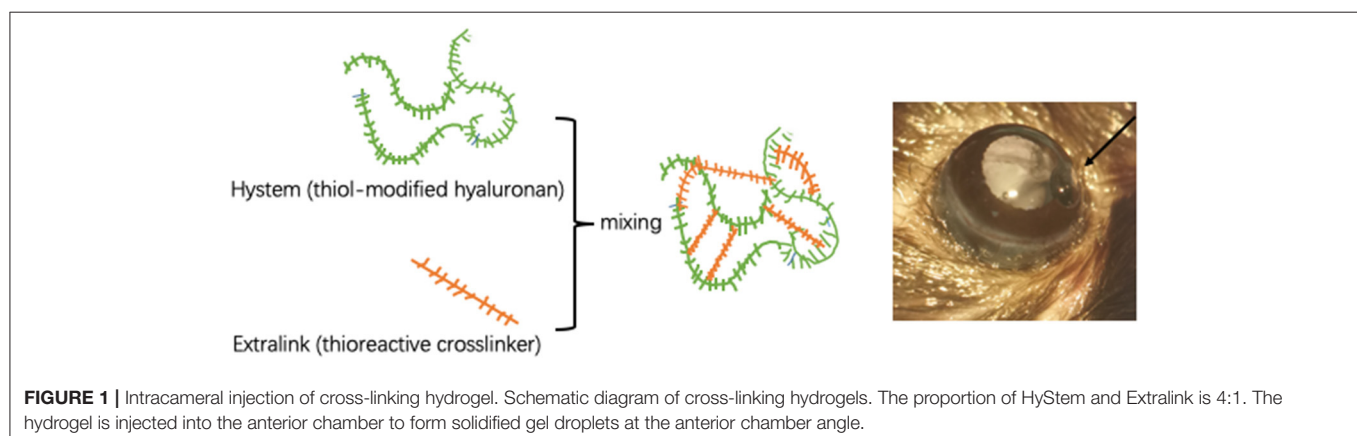 Hystem (thiol-modified hyaluronan)
mixing
Extralink (thioreactive crosslinker)
FIGURE 1 | Intracameral injection of cross-linking hydrogel. Schematic diagram of cross-linking hydrogels. The proportion of HyStem and Extralink is 4:1. The
hydrogel is injected into the anterior chamber to form solidified gel droplets at the anterior chamber angle.